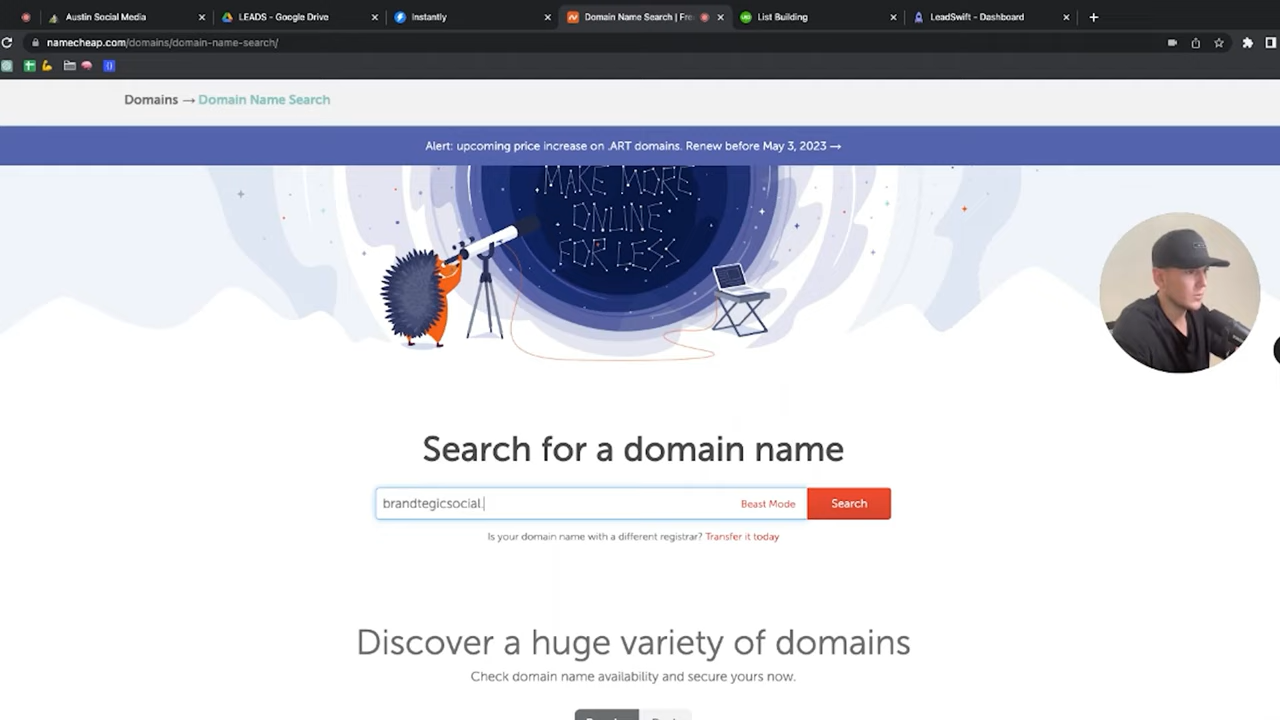 Austin Social Media
LEADS - Google Drive
Instantly
Domain Name Search | Fre
List Building
LeadSwift - Dashboard
namecheap.com/domains/domain-name-search/
Domains → Domain Name Search
Alert: upcoming price increase on .ART domains. Renew before May 3, 2023 →
MAKE MORE
ONLINE
FOR LESS
Search for a domain name
brandtegicsocial.
Beast Mode
Search
Is your domain name with a different registrar? Transfer it today
Discover a huge variety of domains
Check domain name availability and secure yours now.